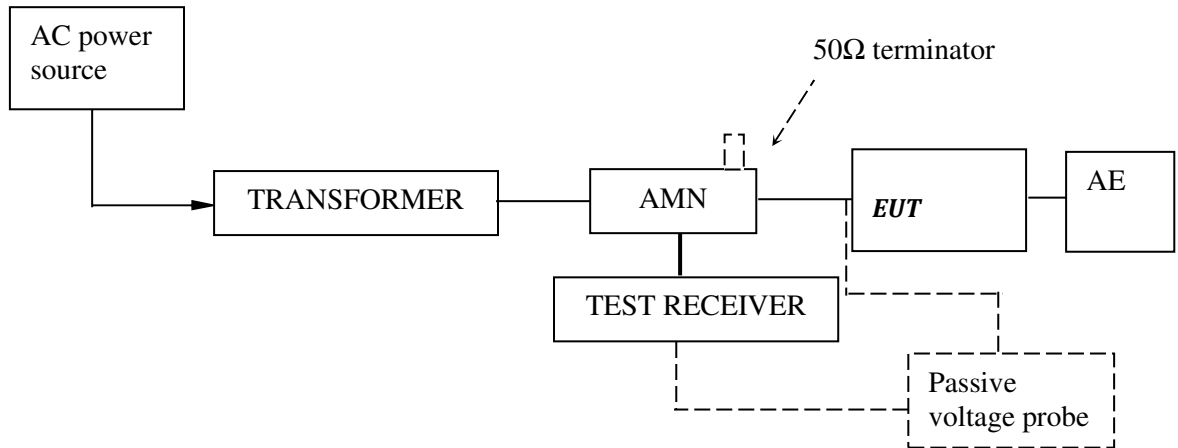 AC power
source
50Ω terminator
TRANSFORMER
AMN
EUT
AE
TEST RECEIVER
Passive
voltage probe